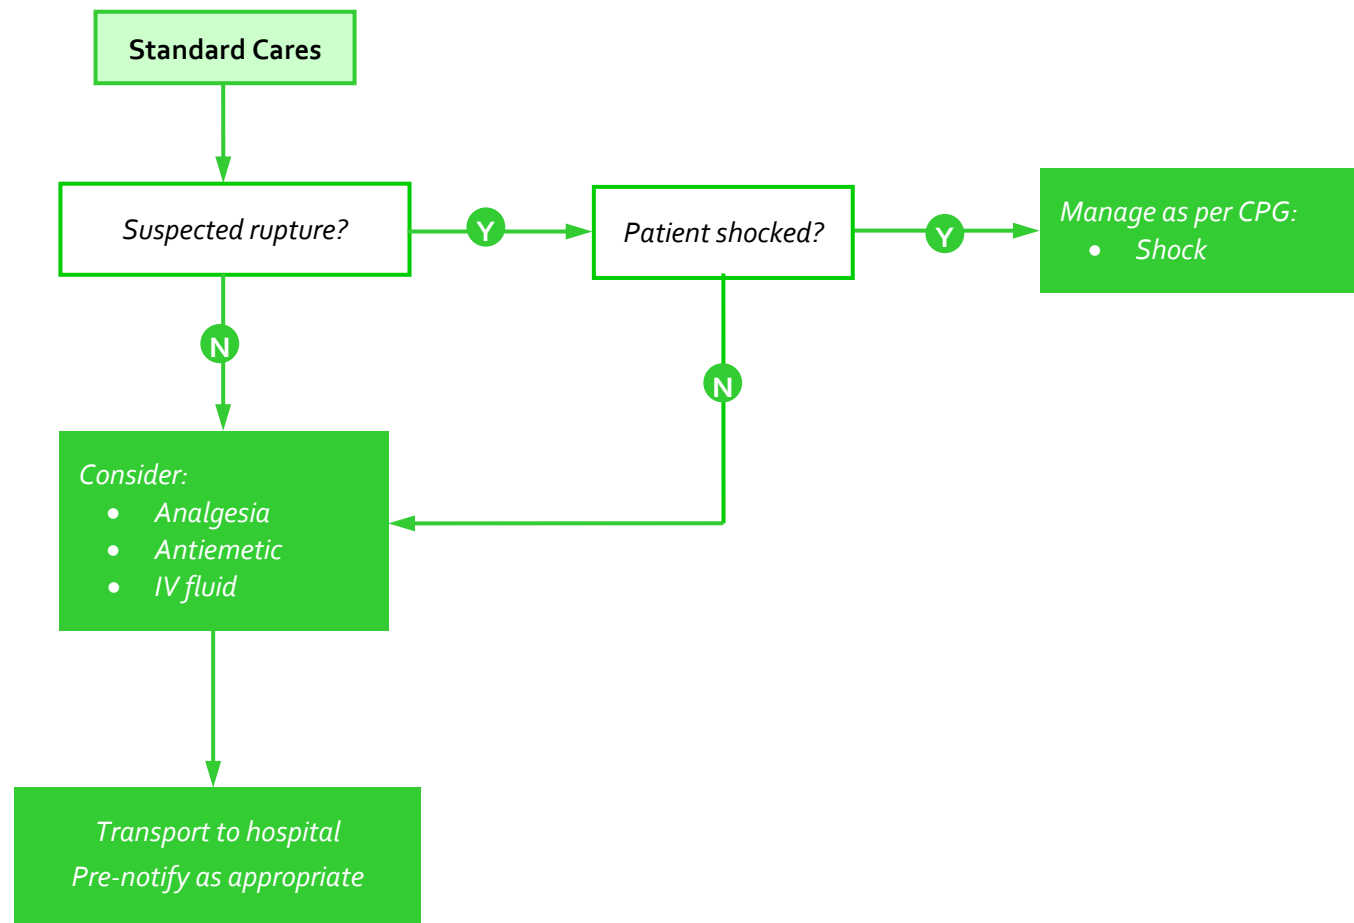 Standard Cares
Suspected rupture?
Y
Patient shocked?
Y
Manage as per CPG:
• Shock
N
N
Consider:
• Analgesia
• Antiemetic
• IV fluid
Transport to hospital
Pre-notify as appropriate